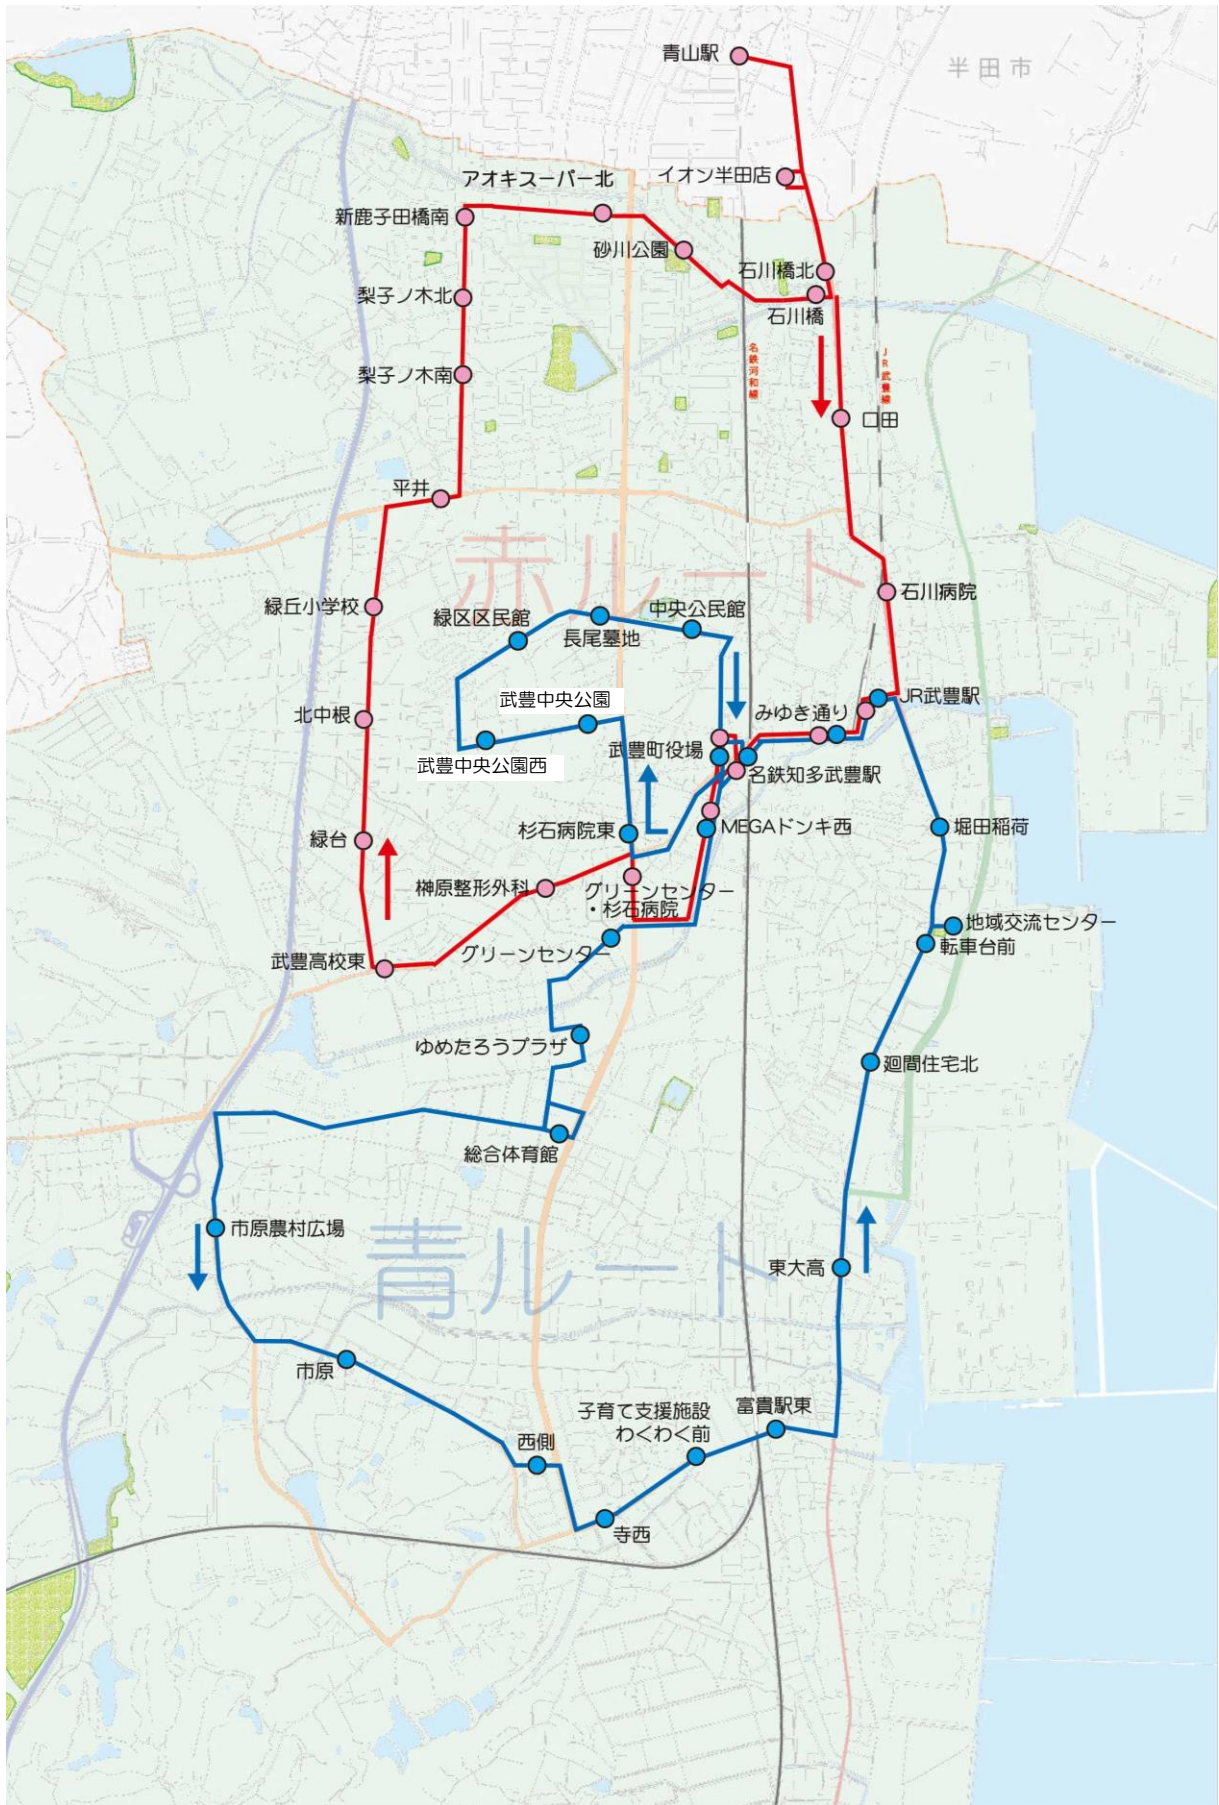 青山駅
半田市
イオン半田店
アオキスーパー北
新鹿子田橋南
砂川公園
石川橋北
梨子ノ木北
石川橋
名鉄河和線
JR武豊線
梨子ノ木南
口田
平井
赤ルート
石川病院
緑丘小学校
緑区区民館
長尾墓地
中央公民館
武豊中央公園
JR武豊駅
北中根
みゆき通り
武豊町役場
武豊中央公園西
名鉄知多武豊駅
杉石病院東
MEGAドンキ西
堀田稲荷
緑台
榊原整形外科
グリーンセンター
・杉石病院
地域交流センター
転車台前
武豊高校東
グリーンセンター
ゆめたろうプラザ
廻間住宅北
総合体育館
市原農村広場
青ルート
東大高
市原
子育て支援施設
わくわく前
富貴駅東
西側
寺西